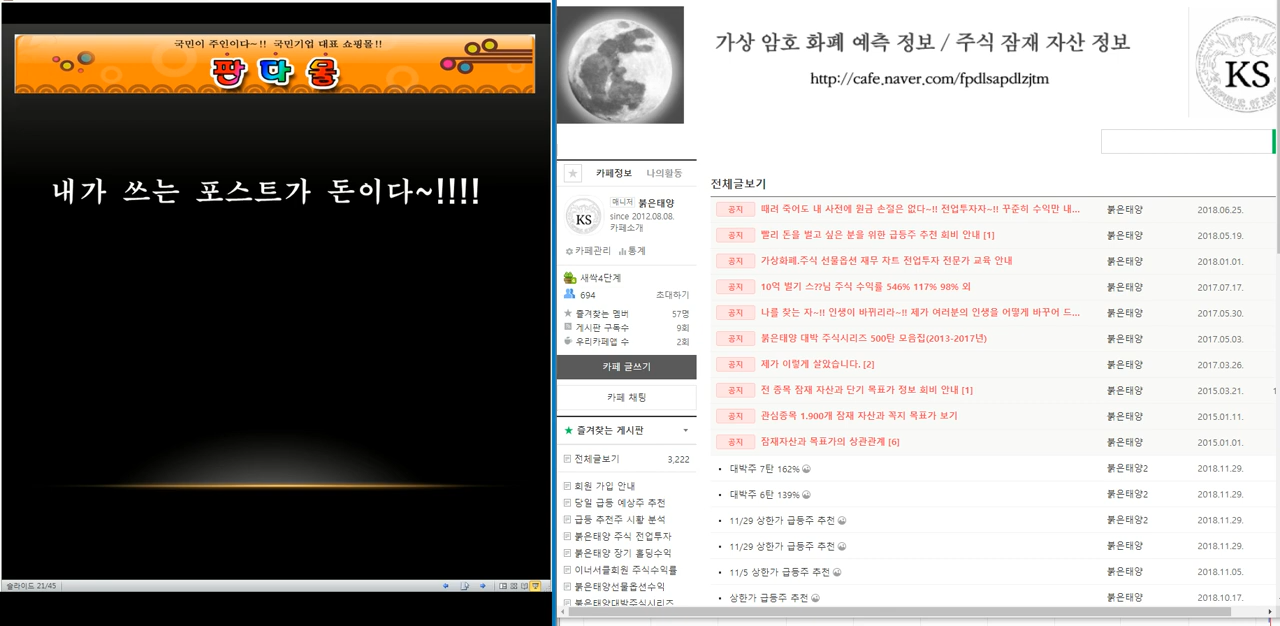 국민이 주인이다~!! 국민기업 대표 쇼핑몰!!
판다몰
내가 쓰는 포스트가 돈이다~!!!!
슬라이드 21/45
가상 암호 화폐 예측 정보 / 주식 잠재 자산 정보
http://cafe.naver.com/fpdlsapdlzjtm
KS
카페정보 나의활동
KS
매니저 붉은태양
since 2012.08.08.
카페소개
카페관리 통계
새싹4단계
694 초대하기
즐겨찾는 멤버 57명
게시판 구독수 9회
우리카페앱 수 2회
카페 글쓰기
카페 채팅
즐겨찾는 게시판
전체글보기 3,222
회원 가입 안내
당일 급등 예상주 추천
급등 추천주 시황 분석
붉은태양 주식 전업투자
붉은태양 장기 홀딩수익
이너서클회원 주식수익률
붉은태양선물옵션수익
붉은태양대박주식시리즈
전체글보기
공지 때려 죽어도 내 사전에 원금 손절은 없다~!! 전업투자자~!! 꾸준히 수익만 내... 붉은태양 2018.06.25.
공지 빨리 돈을 벌고 싶은 분을 위한 급등주 추천 회비 안내 [1] 붉은태양 2018.05.19.
공지 가상화폐.주식 선물옵션 재무 차트 전업투자 전문가 교육 안내 붉은태양 2018.01.01.
공지 10억 벌기 스??님 주식 수익률 546% 117% 98% 외 붉은태양 2017.07.17.
공지 나를 찾는 자~!! 인생이 바뀌리라~!! 제가 여러분의 인생을 어떻게 바꾸어 드... 붉은태양 2017.05.30.
공지 붉은태양 대박 주식시리즈 500탄 모음집(2013-2017년) 붉은태양 2017.05.03.
공지 제가 이렇게 살았습니다. [2] 붉은태양 2017.03.26.
공지 전 종목 잠재 자산과 단기 목표가 정보 회비 안내 [1] 붉은태양 2015.03.21. 1
공지 관심종목 1.900개 잠재 자산과 꼭지 목표가 보기 붉은태양 2015.01.11.
공지 잠재자산과 목표가의 상관관계 [6] 붉은태양 2015.01.01.
대박주 7탄 162% 붉은태양2 2018.11.29.
대박주 6탄 139% 붉은태양2 2018.11.29.
11/29 상한가 급등주 추천 붉은태양2 2018.11.29.
11/29 상한가 급등주 추천 붉은태양 2018.11.29.
11/5 상한가 급등주 추천 붉은태양 2018.11.05.
상한가 급등주 추천 붉은태양 2018.10.17.